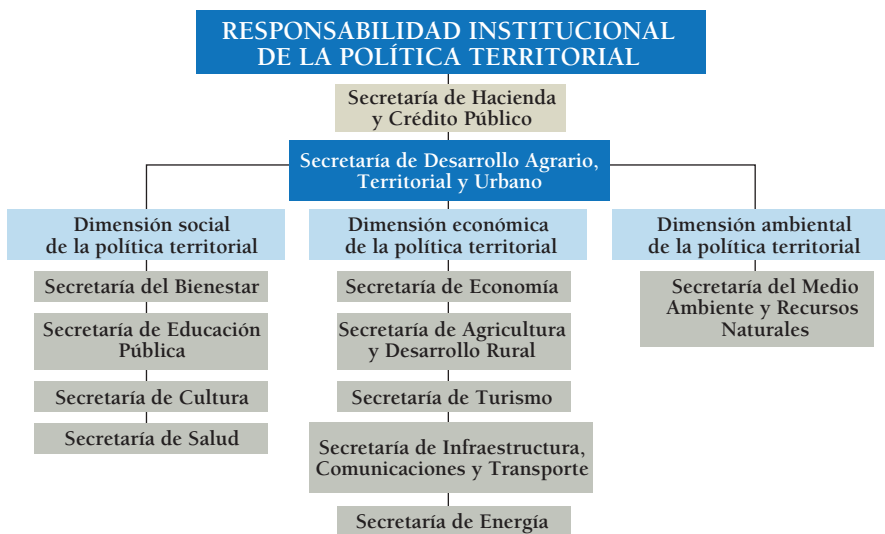 RESPONSABILIDAD INSTITUCIONAL
DE LA POLÍTICA TERRITORIAL
Secretaría de Hacienda
y Crédito Público
Secretaría de Desarrollo Agrario,
Territorial y Urbano
Dimensión social
de la política territorial
Secretaría del Bienestar
Secretaría de Educación
Pública
Secretaría de Cultura
Secretaría de Salud
Dimensión económica
de la política territorial
Secretaría de Economía
Secretaría de Agricultura
y Desarrollo Rural
Secretaría de Turismo
Secretaría de Infraestructura,
Comunicaciones y Transporte
Secretaría de Energía
Dimensión ambiental
de la política territorial
Secretaría del Medio
Ambiente y Recursos
Naturales